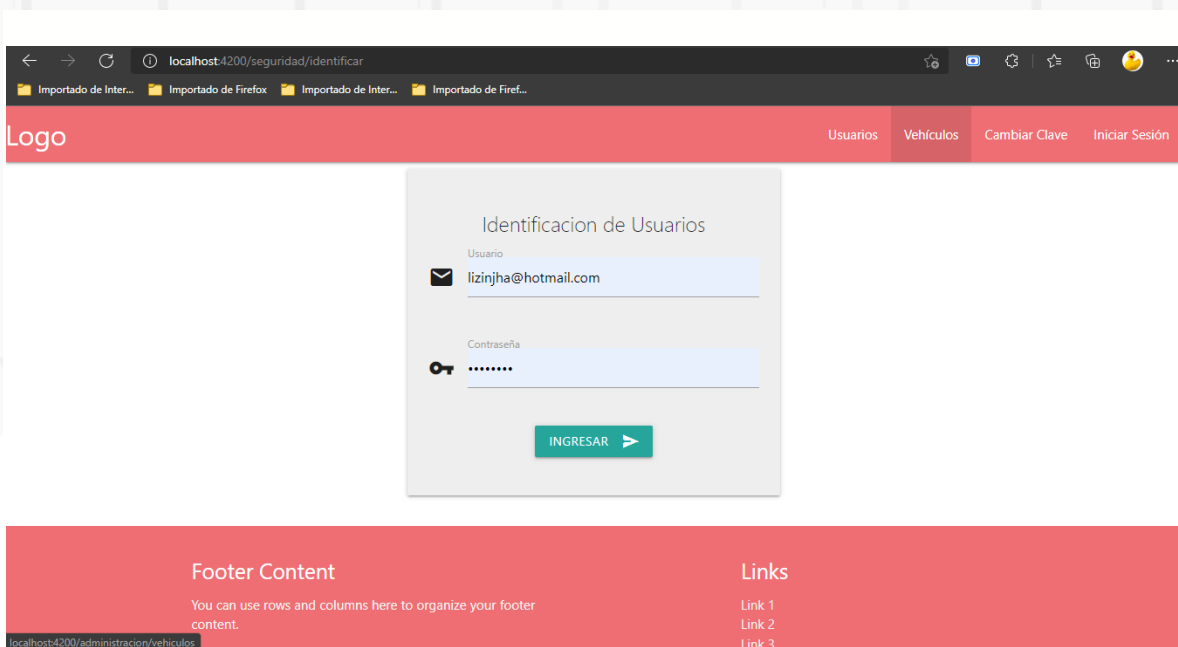 localhost:4200/seguridad/identificar
Importado de Inter... Importado de Firefox Importado de Inter... Importado de Firef...
Logo Usuarios Vehículos Cambiar Clave Iniciar Sesión
Identificacion de Usuarios
Usuario
lizinjha@hotmail.com
Contraseña
••••••••
INGRESAR
Footer Content Links
You can use rows and columns here to organize your footer Link 1
content. Link 2
localhost:4200/administracion/vehiculos Link 3